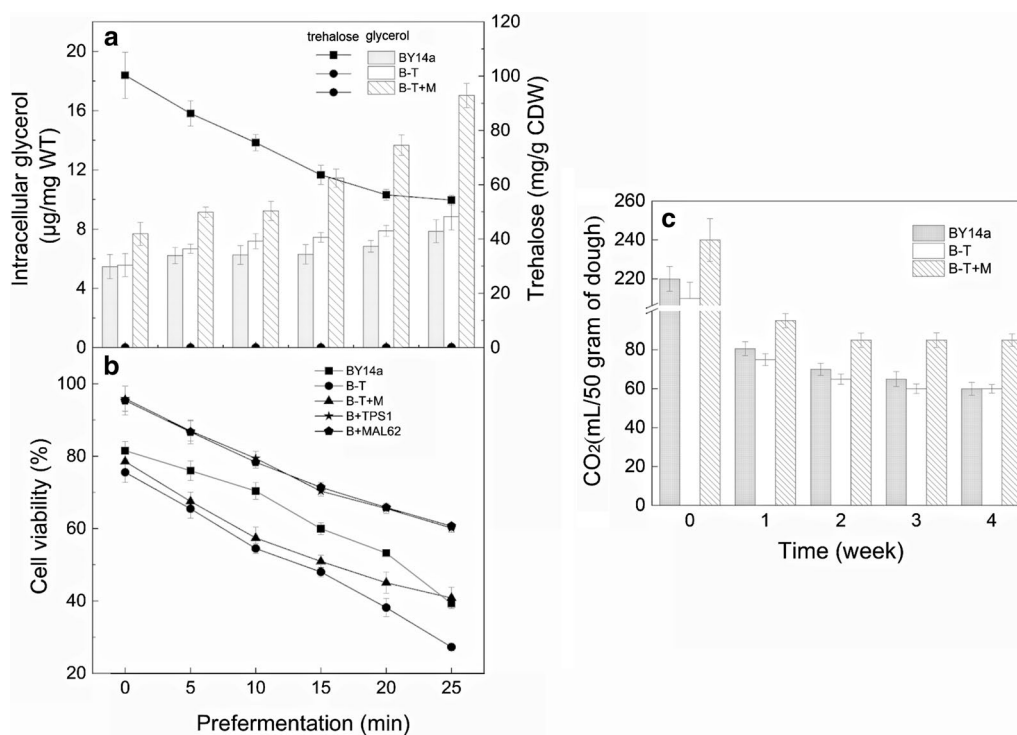 a
trehalose glycerol
BY14a
B-T
B-T+M
20
16
12
8
4
0
Intracellular glycerol
(μg/mg WT)
120
100
80
60
40
20
0
Trehalose (mg/g CDW)
b
BY14a
B-T
B-T+M
B+TPS1
B+MAL62
100
80
60
40
20
Cell viability (%)
0 5 10 15 20 25
Prefermentation (min)
c
BY14a
B-T
B-T+M
260
240
220
80
60
40
20
0
CO2(mL/50 gram of dough)
0 1 2 3 4
Time (week)